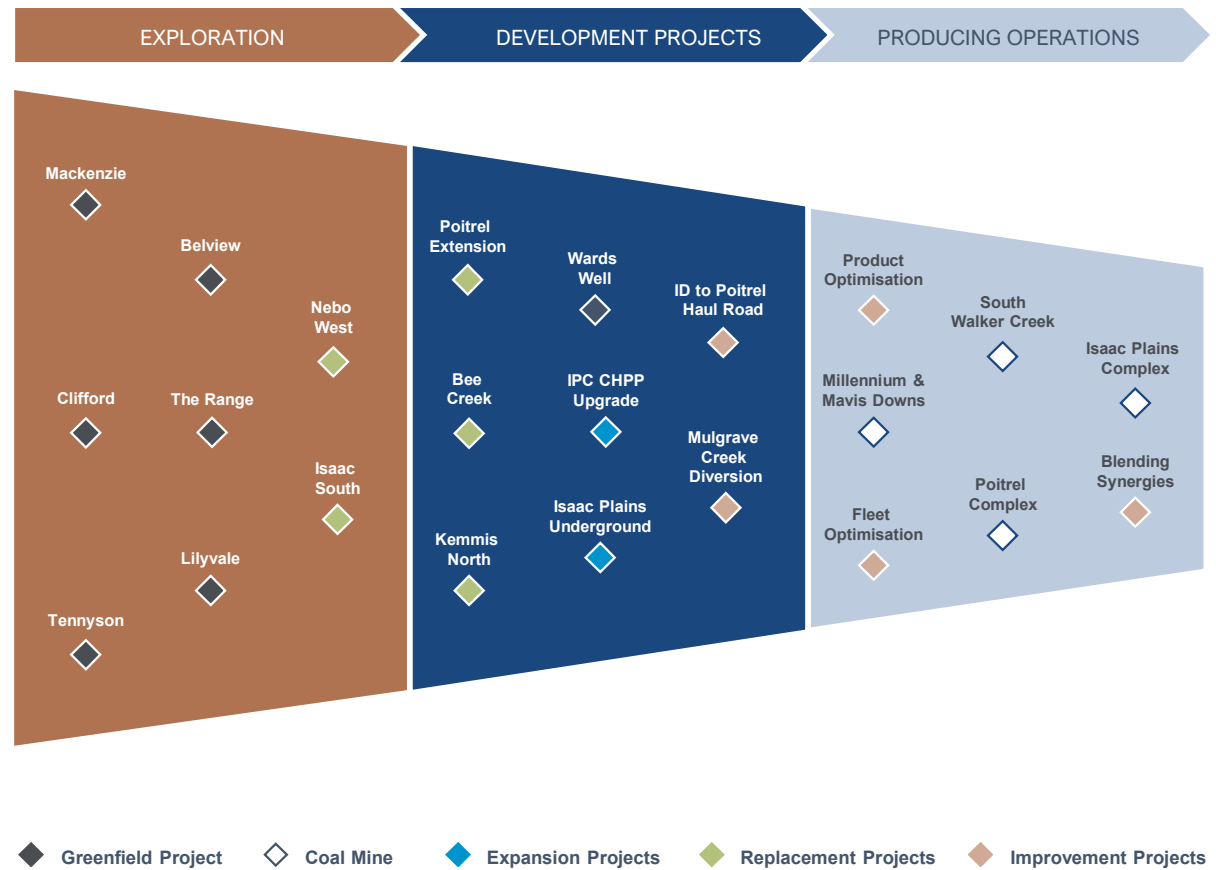 EXPLORATION
DEVELOPMENT PROJECTS
PRODUCING OPERATIONS
Mackenzie
Belview
Nebo
West
Clifford
The Range
Isaac
South
Lilyvale
Tennyson
Poitrel
Extension
Wards
Well
ID to Poitrel
Haul Road
Bee
Creek
IPC CHPP
Upgrade
Mulgrave
Creek
Diversion
Isaac Plains
Underground
Kemmis
North
Product
Optimisation
South
Walker Creek
Isaac Plains
Complex
Millennium &
Mavis Downs
Blending
Synergies
Poitrel
Complex
Fleet
Optimisation
Greenfield Project
Coal Mine
Expansion Projects
Replacement Projects
Improvement Projects